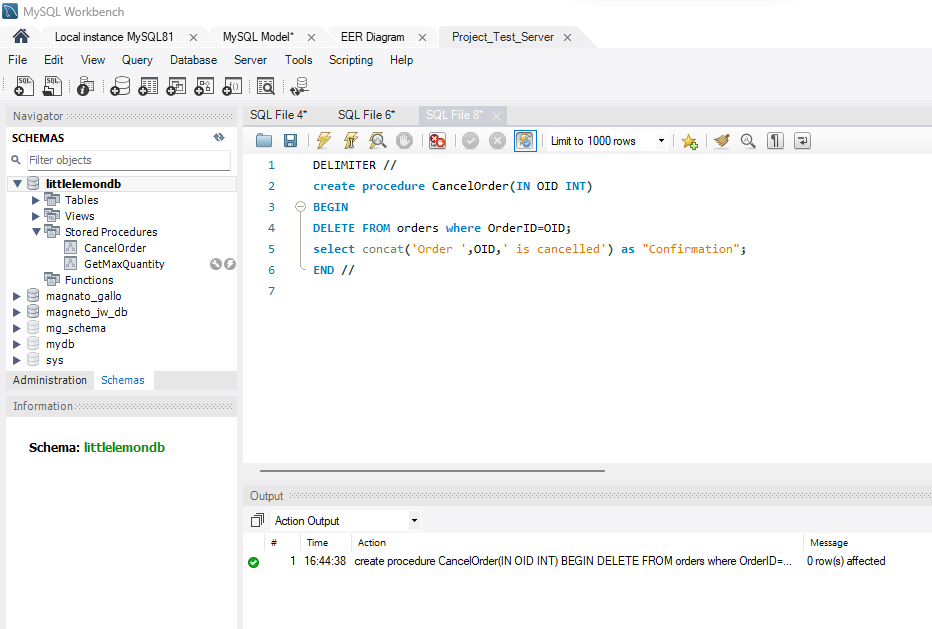 MySQL Workbench
Local instance MySQL81 MySQL Model* EER Diagram Project_Test_Server
File Edit View Query Database Server Tools Scripting Help
SQL SQL
Navigator
SCHEMAS
Filter objects
littlelemondb
Tables
Views
Stored Procedures
CancelOrder
GetMaxQuantity
Functions
magnato_gallo
magneto_jw_db
mg_schema
mydb
sys
Administration Schemas
Information
Schema: littlelemondb
SQL File 4* SQL File 6* SQL File 8*
Limit to 1000 rows
1 DELIMITER //
2 create procedure CancelOrder(IN OID INT)
3 BEGIN
4 DELETE FROM orders where OrderID=OID;
5 select concat('Order ',OID,' is cancelled') as "Confirmation";
6 END //
7
Output
Action Output
# Time Action Message
1 16:44:38 create procedure CancelOrder(IN OID INT) BEGIN DELETE FROM orders where OrderID=... 0 row(s) affected